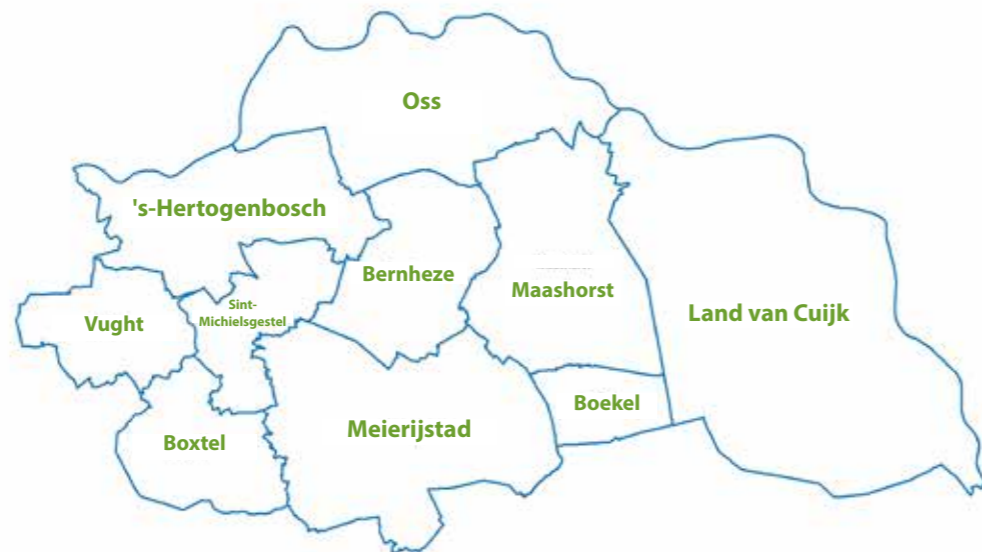 Oss
's-Hertogenbosch
Bernheze
Maashorst
Sint-
Michielsgestel
Vught
Land van Cuijk
Boekel
Meierijstad
Boxtel